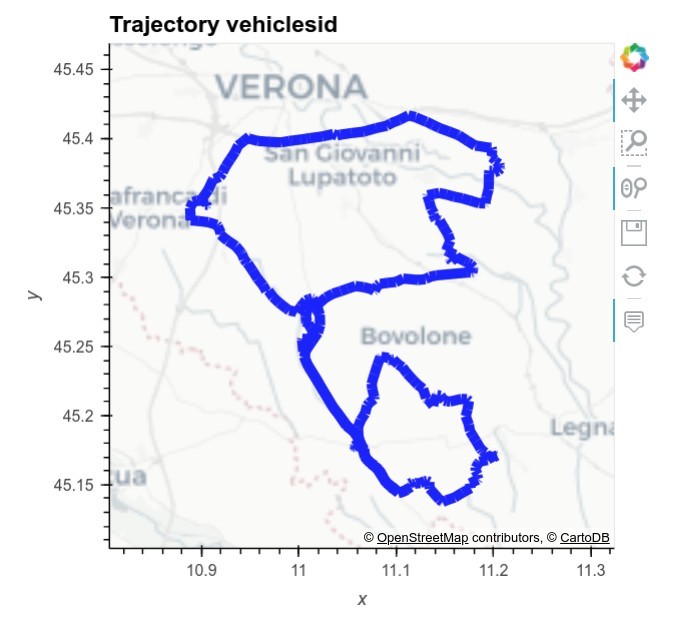 Trajectory vehiclesid
45.45
VERONA
45.4
San Giovanni
Lupatoto
afranca di
Verona
45.35
45.3
y
Bovolone
45.25
45.2
Legna
45.15
ua
© OpenStreetMap contributors, © CartoDB
10.9 11 11.1 11.2 11.3
x